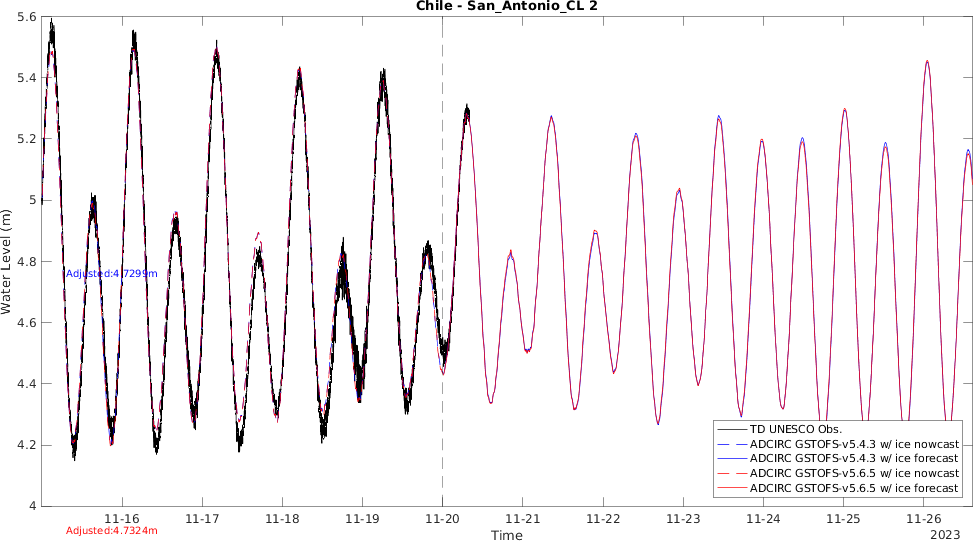 Chile - San_Antonio_CL 2
5.6
5.4
5.2
5
4.8
4.6
4.4
4.2
4
Water Level (m)
Adjusted:4.7299m
Adjusted:4.7324m
TD UNESCO Obs.
ADCIRC GSTOFS-v5.4.3 w/ ice nowcast
ADCIRC GSTOFS-v5.4.3 w/ ice forecast
ADCIRC GSTOFS-v5.6.5 w/ ice nowcast
ADCIRC GSTOFS-v5.6.5 w/ ice forecast
11-16 11-17 11-18 11-19 11-20 11-21 11-22 11-23 11-24 11-25 11-26
Time
2023